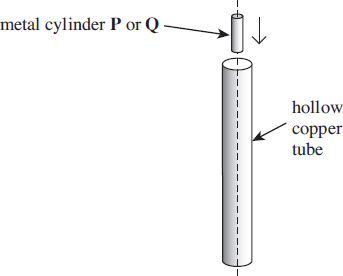 metal cylinder P or Q
hollow
copper
tube